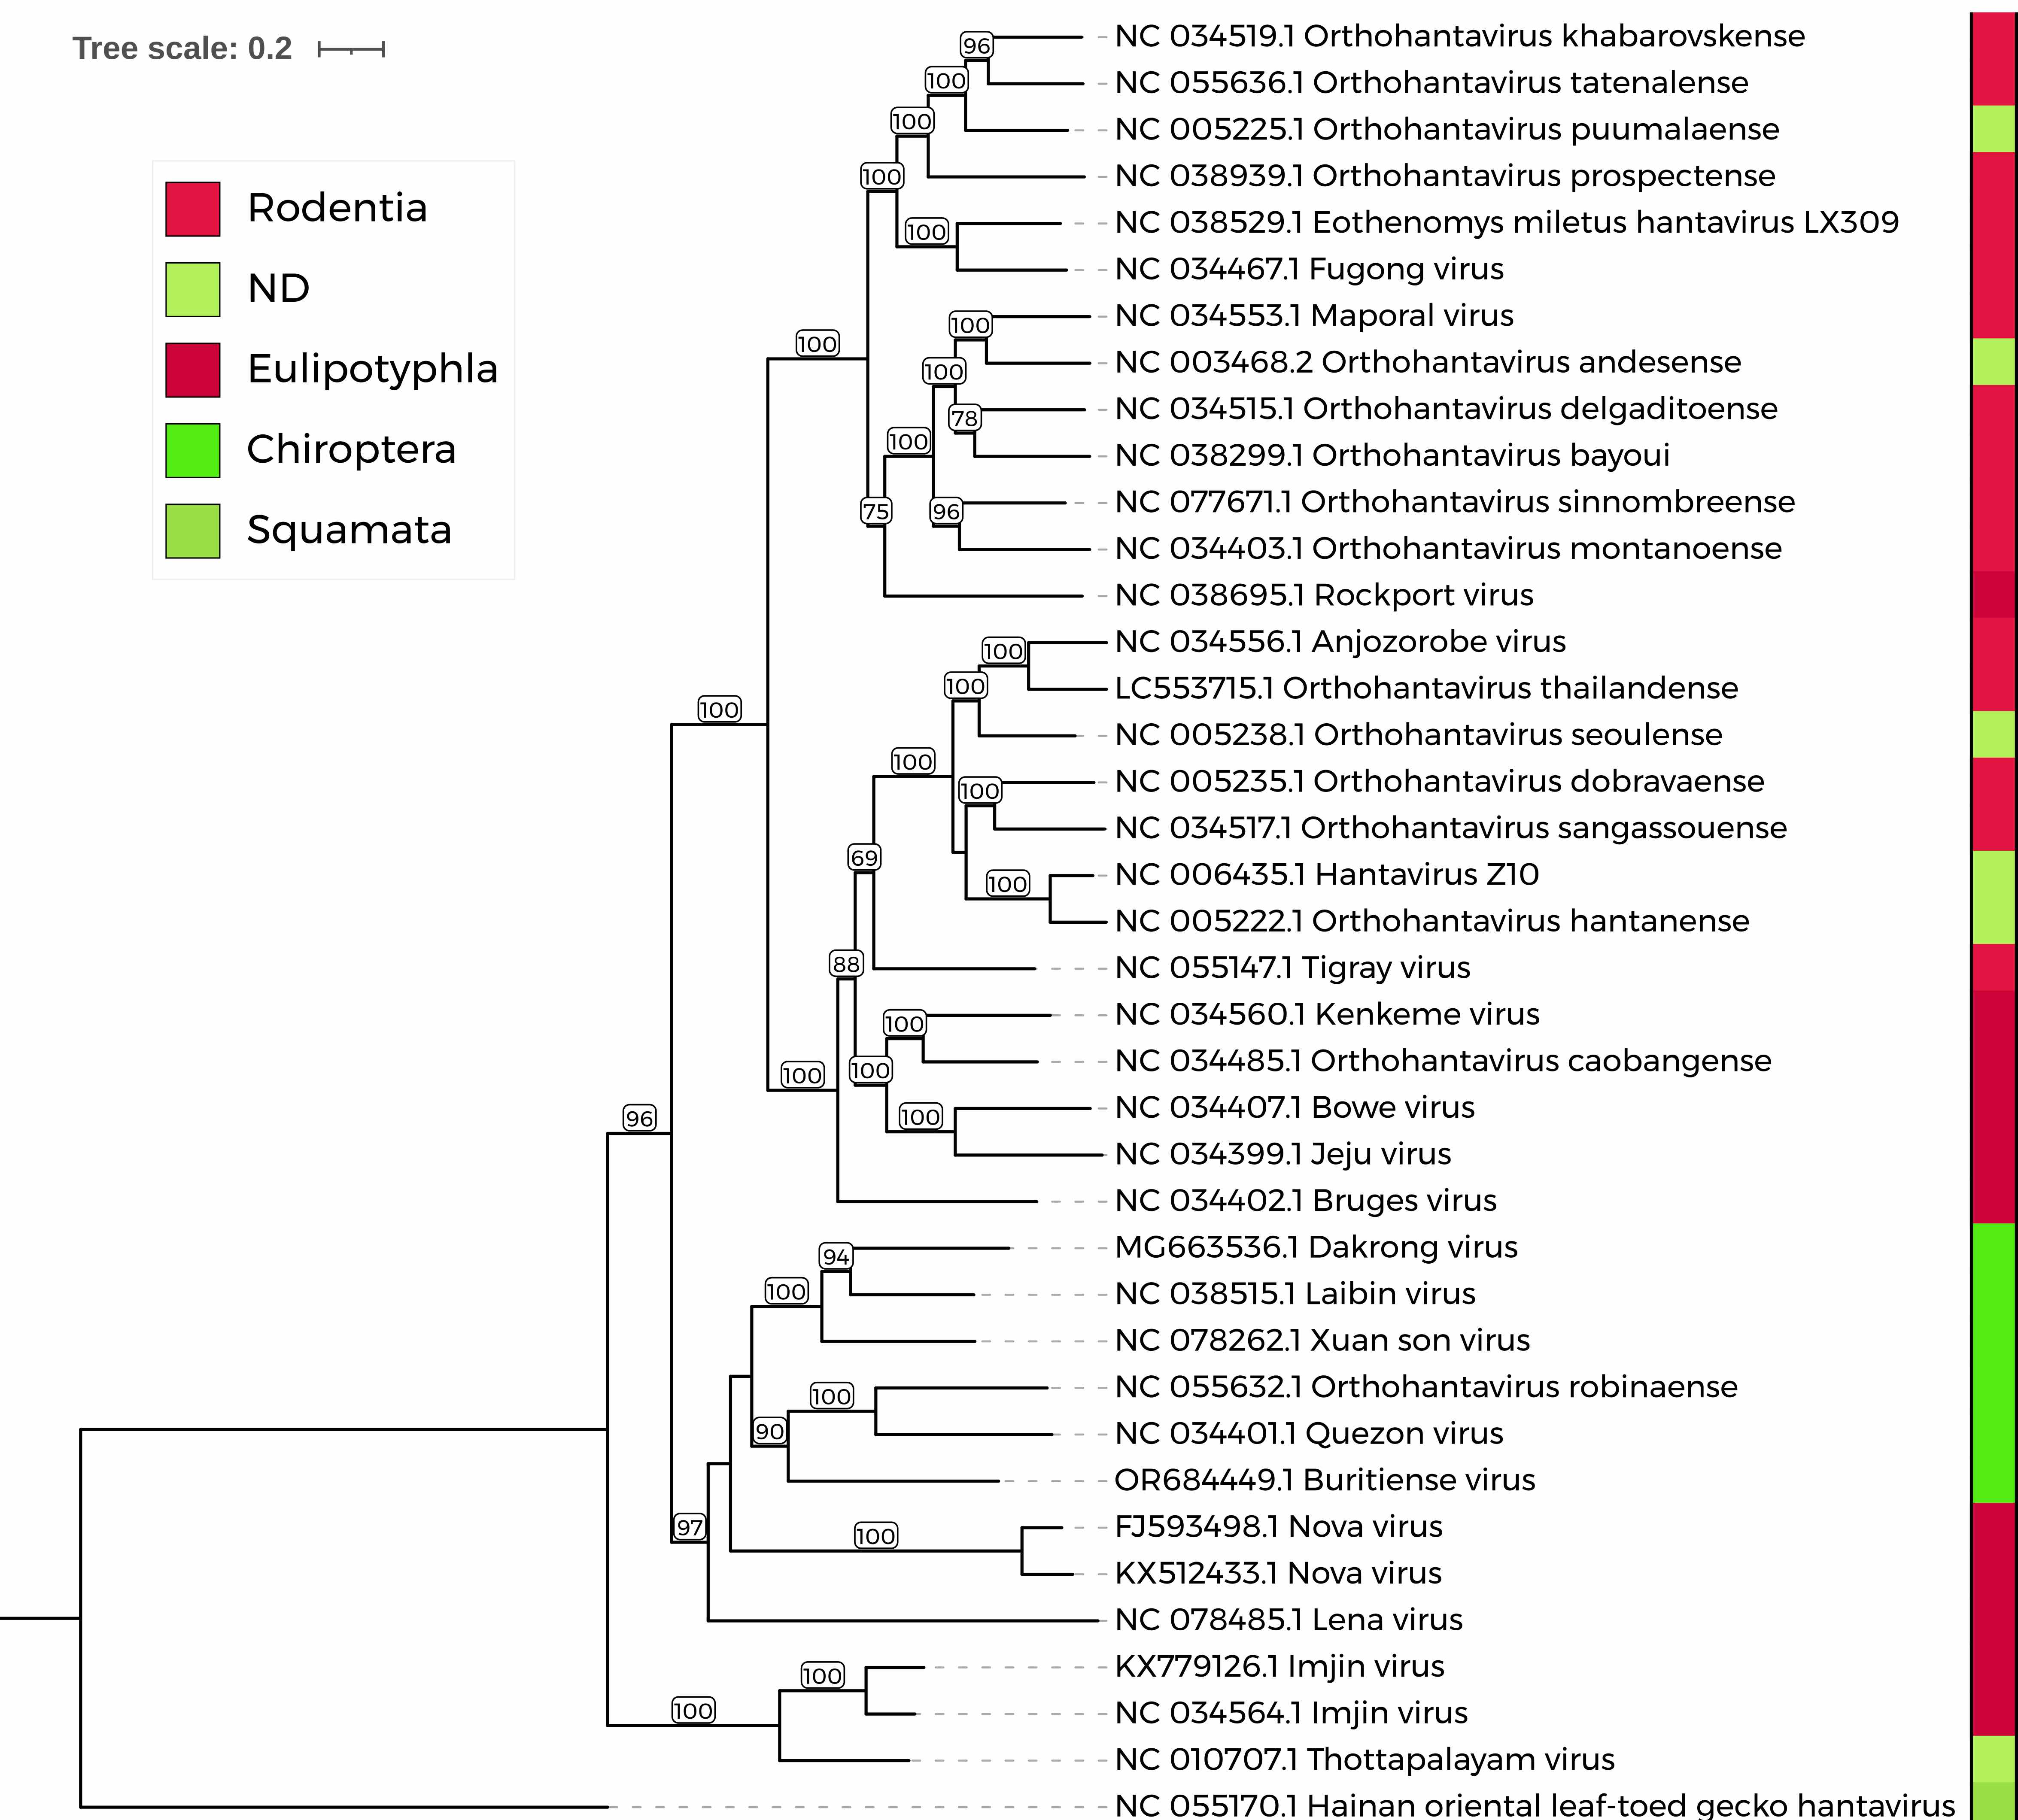 Tree scale: 0.2
Rodentia
ND
Eulipotyphla
Chiroptera
Squamata
96
NC 034519.1 Orthohantavirus khabarovskense
100
NC 055636.1 Orthohantavirus tatenalense
100
NC 005225.1 Orthohantavirus puumalaense
100
NC 038939.1 Orthohantavirus prospectense
100
NC 038529.1 Eothenomys miletus hantavirus LX309
NC 034467.1 Fugong virus
100
100
NC 034553.1 Maporal virus
100
NC 003468.2 Orthohantavirus andesense
78
NC 034515.1 Orthohantavirus delgaditoense
100
NC 038299.1 Orthohantavirus bayoui
75
96
NC 077671.1 Orthohantavirus sinnombreense
NC 034403.1 Orthohantavirus montanoense
NC 038695.1 Rockport virus
100
NC 034556.1 Anjozorobe virus
100
LC553715.1 Orthohantavirus thailandense
100
NC 005238.1 Orthohantavirus seoulense
100
100
NC 005235.1 Orthohantavirus dobravaense
NC 034517.1 Orthohantavirus sangassouense
69
100
NC 006435.1 Hantavirus Z10
NC 005222.1 Orthohantavirus hantanense
88
NC 055147.1 Tigray virus
100
NC 034560.1 Kenkeme virus
100
100
NC 034485.1 Orthohantavirus caobangense
96
100
NC 034407.1 Bowe virus
NC 034399.1 Jeju virus
NC 034402.1 Bruges virus
94
MG663536.1 Dakrong virus
100
NC 038515.1 Laibin virus
NC 078262.1 Xuan son virus
100
NC 055632.1 Orthohantavirus robinaense
90
NC 034401.1 Quezon virus
OR684449.1 Buritiense virus
97
100
FJ593498.1 Nova virus
KX512433.1 Nova virus
NC 078485.1 Lena virus
100
KX779126.1 Imjin virus
100
NC 034564.1 Imjin virus
NC 010707.1 Thottapalayam virus
NC 055170.1 Hainan oriental leaf-toed gecko hantavirus